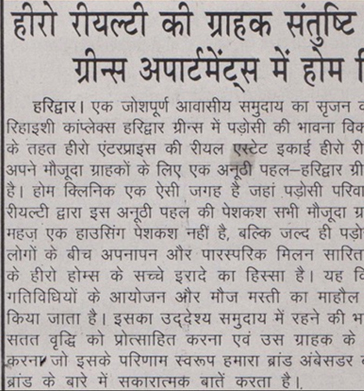 हीरो रीयल्टी की ग्राहक संतुष्टि
ग्रीन्स अपार्टमेंट्स में होम
हरिद्वार। एक जोशपूर्ण आवासीय समुदाय का सृजन
रिहाइशी कांप्लेक्स हरिद्वार ग्रीन्स में पड़ोसी की भावना
के तहत हीरो एंटरप्राइस की रीयल एस्टेट इकाई हीरो
अपने मौजूदा ग्राहकों के लिए एक अनूठी पहल–हरिद्वार
है। होम क्लिनिक एक ऐसी जगह है जहां पड़ोसी
रीयल्टी द्वारा इस अनूठी पहल की पेशकश सभी मौजूदा
महज़ एक हाउसिंग पेशकश नहीं है, बल्कि जल्द ही
लोगों के बीच अपनापन और पारस्परिक मिलन
के हीरो होम्स के सच्चे इरादे का हिस्सा है। यह
गतिविधियों के आयोजन और मौज मस्ती का माहौल
किया जाता है। इसका उद्देश्य समुदाय में रहने की
सतत वृद्धि को प्रोत्साहित करना एवं उस ग्राहक के
करना जो इसके परिणाम स्वरूप हमारा ब्रांड अंबेसडर
ब्रांड के बारे में सकारात्मक बातें करता है।